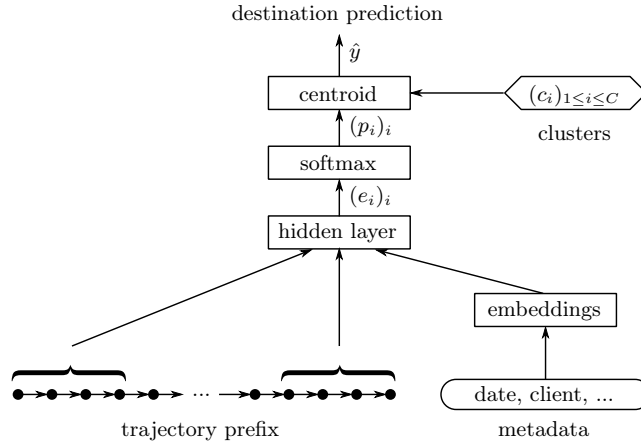 destination prediction
ŷ
centroid
(c_i)_{1≤i≤C}
clusters
(p_i)_i
softmax
(e_i)_i
hidden layer
embeddings
...
date, client, ...
trajectory prefix
metadata